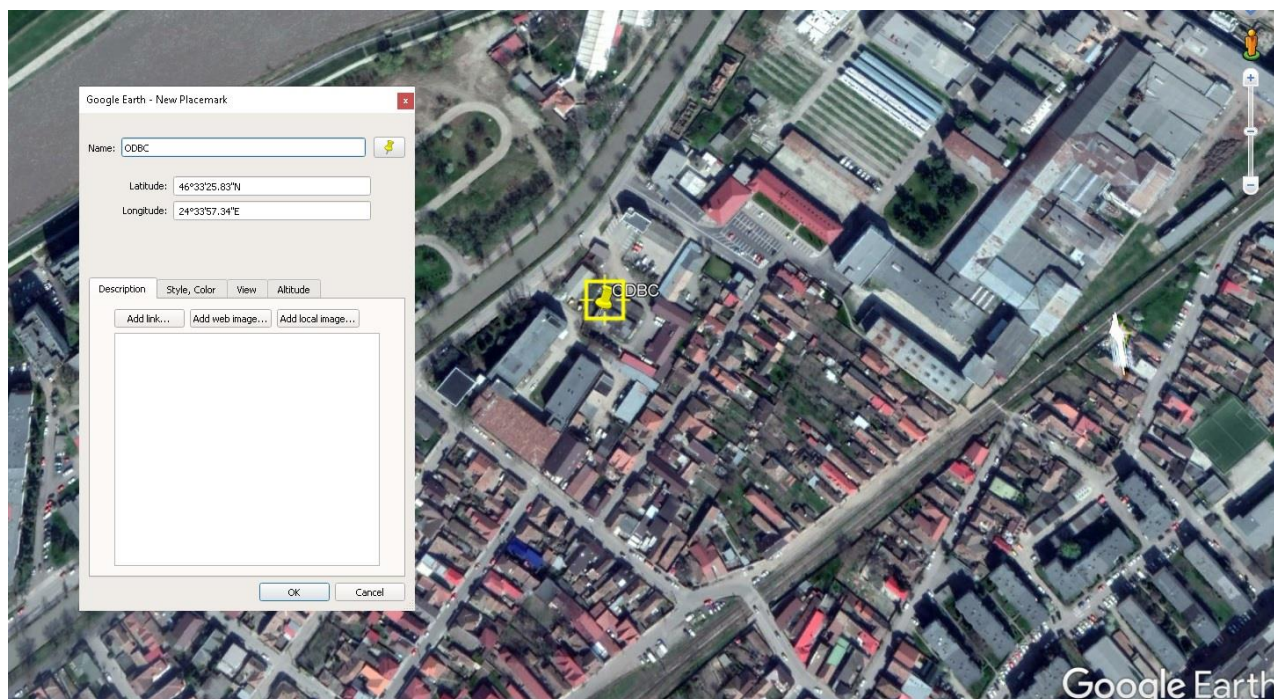 Google Earth - New Placemark
Name: ODBC
Latitude: 46°33'25.83"N
Longitude: 24°33'57.34"E
Description Style, Color View Altitude
Add link... Add web image... Add local image...
OK Cancel
ODBC
Google Earth